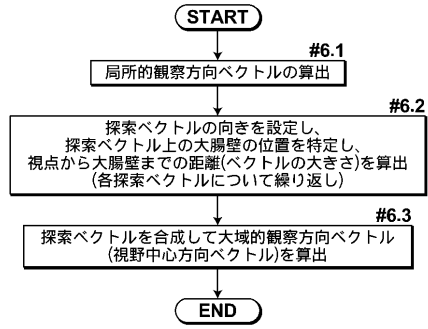 START
#6.1
局所的観察方向ベクトルの算出
#6.2
探索ベクトルの向きを設定し、
探索ベクトル上の大腸壁の位置を特定し、
視点から大腸壁までの距離(ベクトルの大きさ)を算出
(各探索ベクトルについて繰り返し)
#6.3
探索ベクトルを合成して大域的観察方向ベクトル
(視野中心方向ベクトル)を算出
END